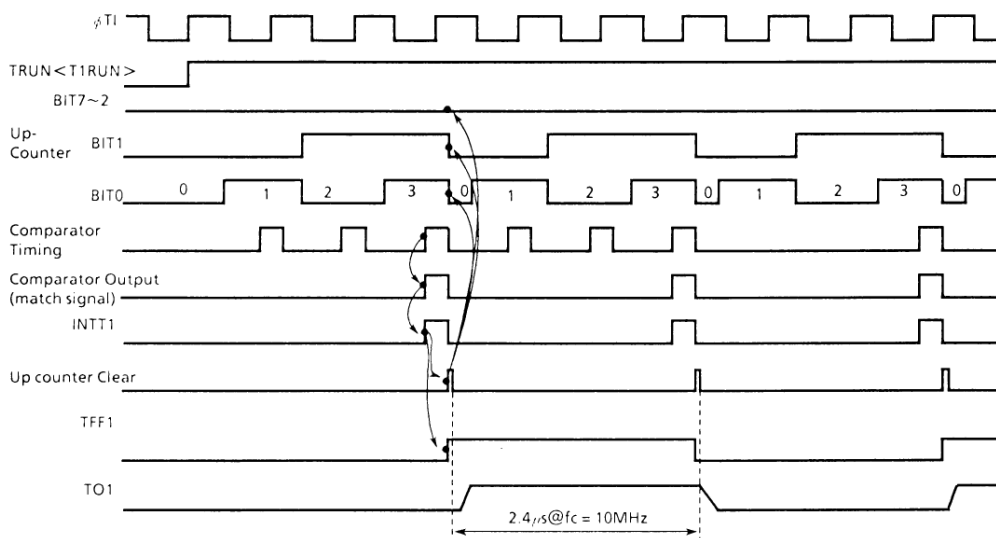 φT1
TRUN<T1RUN>
BIT7~2
Up-
Counter
BIT1
BIT0
0 1 2 3 0 1 2 3 0 1 2 3 0
Comparator
Timing
Comparator Output
(match signal)
INTT1
Up counter Clear
TFF1
TO1
2.4μs@fc = 10MHz